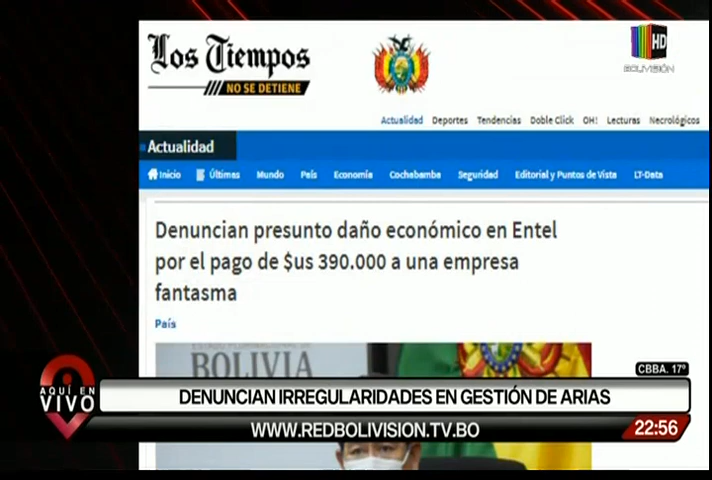 Los Tiempos
NO SE DETIENE
HD
BOLIVISIÓN
Actualidad Deportes Tendencias Doble Click OH! Lecturas Necrológicos
Actualidad
Inicio Últimas Mundo País Economía Cochabamba Seguridad Editorial y Puntos de Vista LT-Data
Denuncian presunto daño económico en Entel
por el pago de $us 390.000 a una empresa
fantasma
País
BOLIVIA
CBBA. 17º
AQUÍ EN
VIVO
DENUNCIAN IRREGULARIDADES EN GESTIÓN DE ARIAS
WWW.REDBOLIVISION.TV.BO
22:56